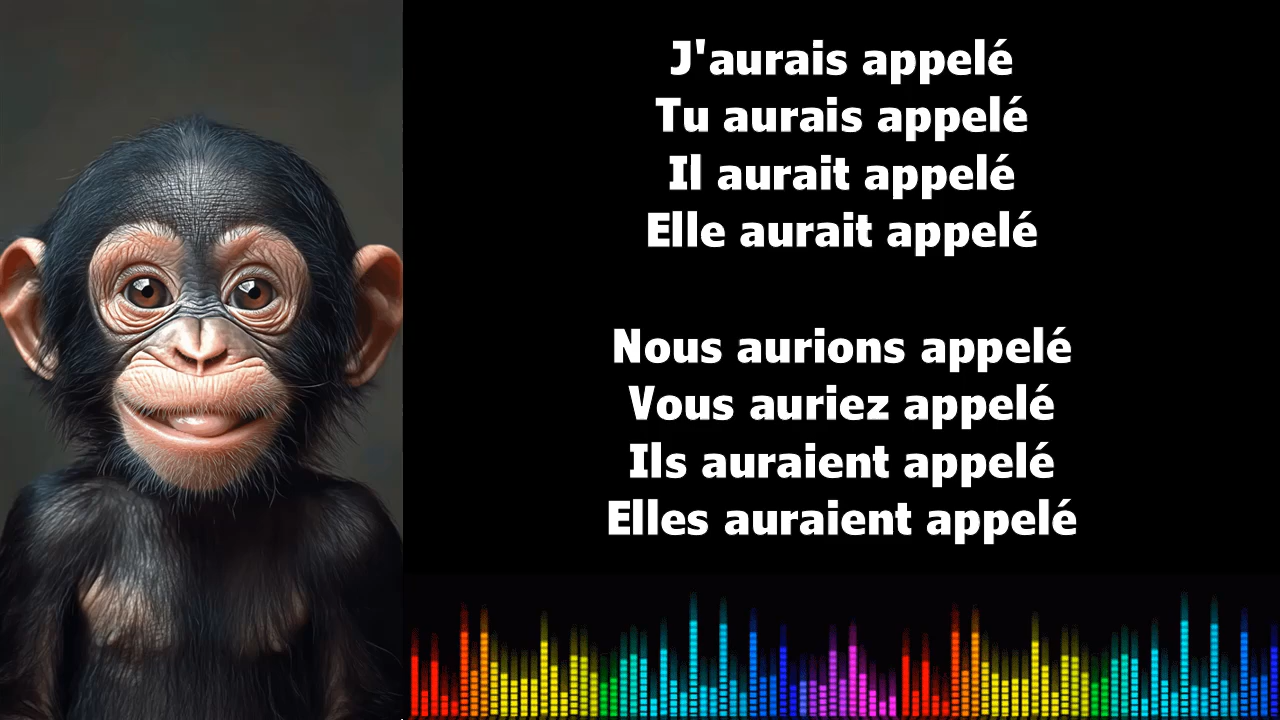 J'aurais appelé
Tu aurais appelé
Il aurait appelé
Elle aurait appelé
Nous aurions appelé
Vous auriez appelé
Ils auraient appelé
Elles auraient appelé